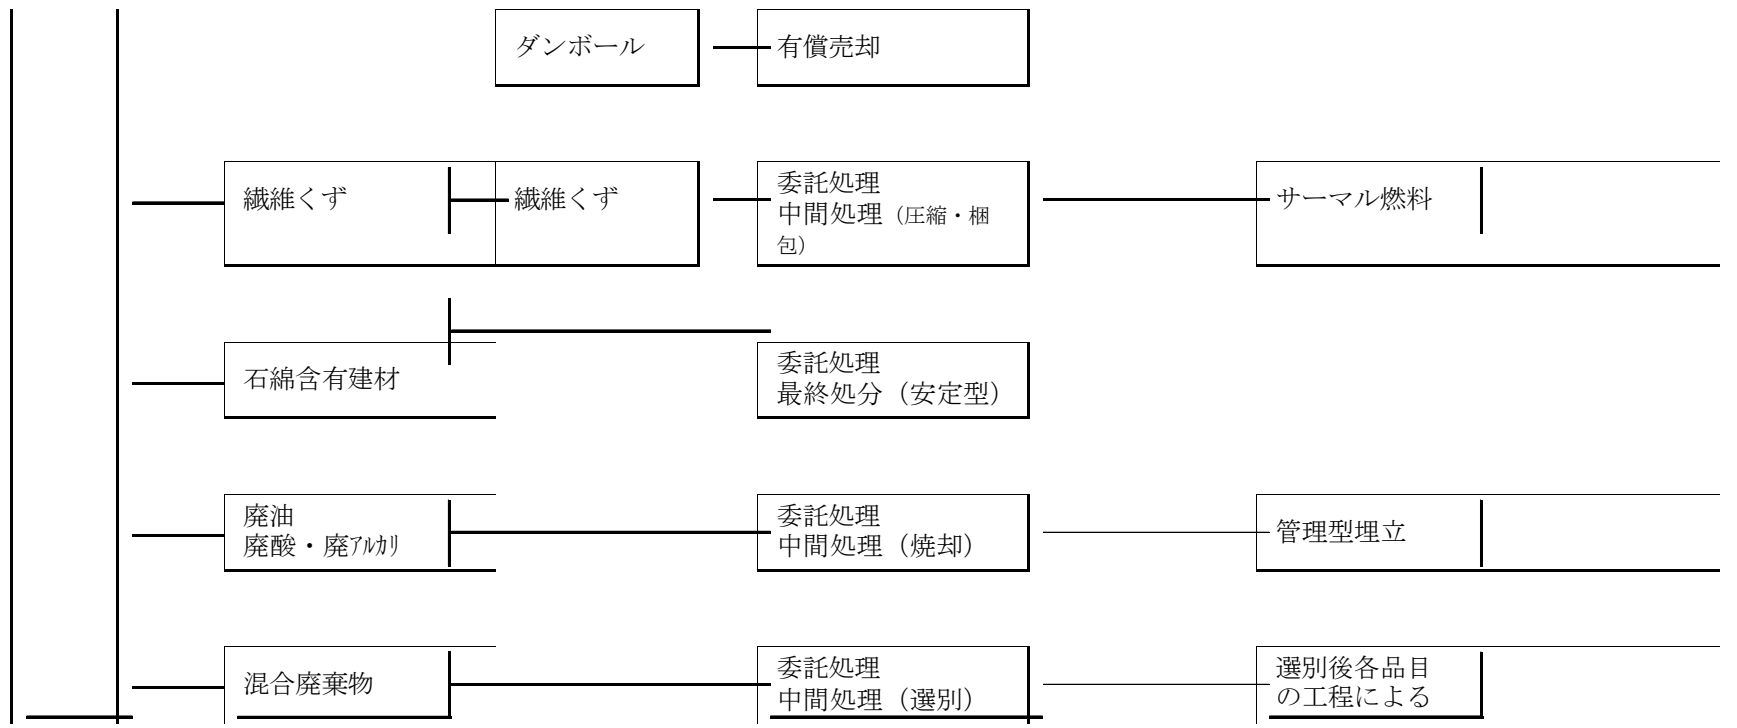 ダンボール
有償売却
繊維くず
繊維くず
委託処理
中間処理（圧縮・梱
包）
サーマル燃料
石綿含有建材
委託処理
最終処分（安定型）
廃油
廃酸・廃ｱﾙｶﾘ
委託処理
中間処理（焼却）
管理型埋立
混合廃棄物
委託処理
中間処理（選別）
選別後各品目
の工程による